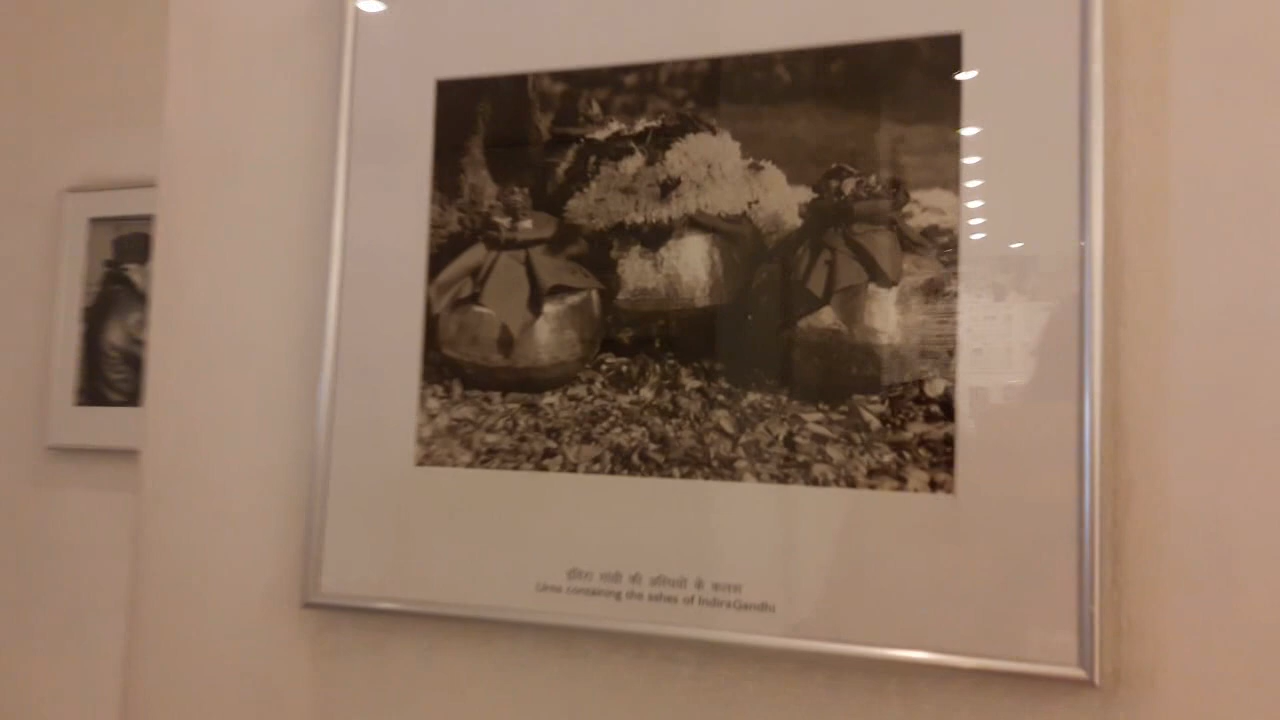 इंदिरा गांधी की अस्थियों के कलश
Urns containing the ashes of Indira Gandhi